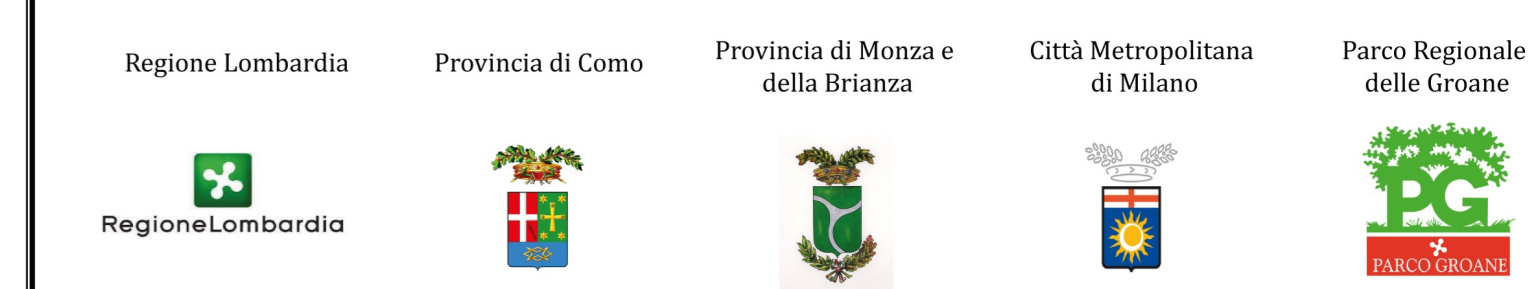 Regione Lombardia
Provincia di Como
Provincia di Monza e
della Brianza
Città Metropolitana
di Milano
Parco Regionale
delle Groane
RegioneLombardia
PG
PARCO GROANE